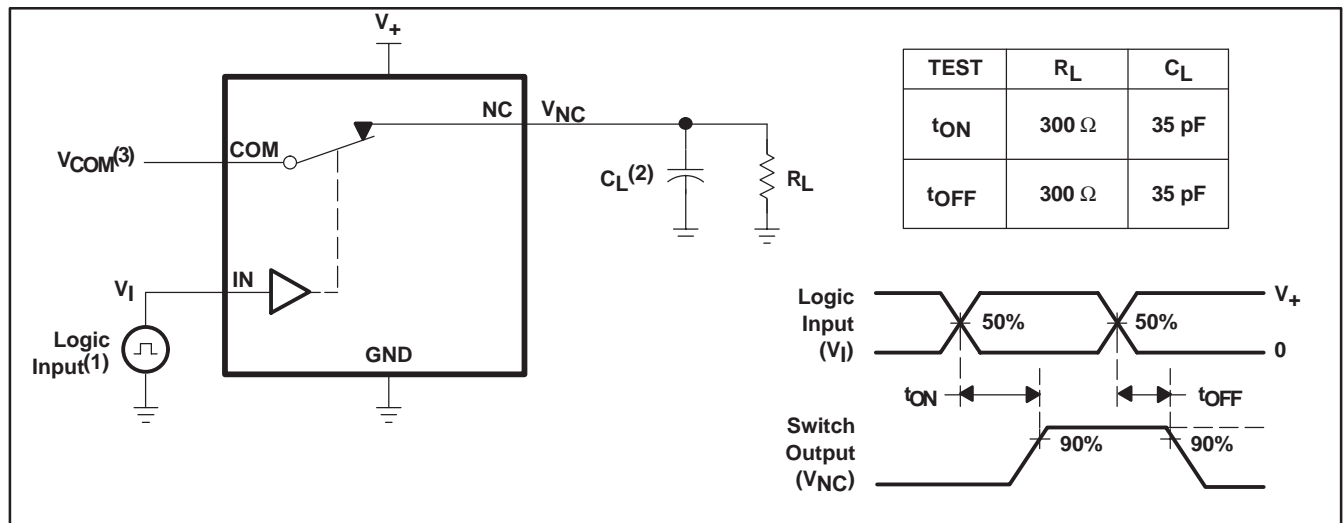 V+
NC
VNC
COM
VCOM(3)
CL(2)
RL
IN
VI
Logic
Input(1)
GND
TEST RL CL
tON 300 Ω 35 pF
tOFF 300 Ω 35 pF
Logic
Input
(VI)
50%
50%
V+
0
tON
tOFF
Switch
Output
(VNC)
90%
90%